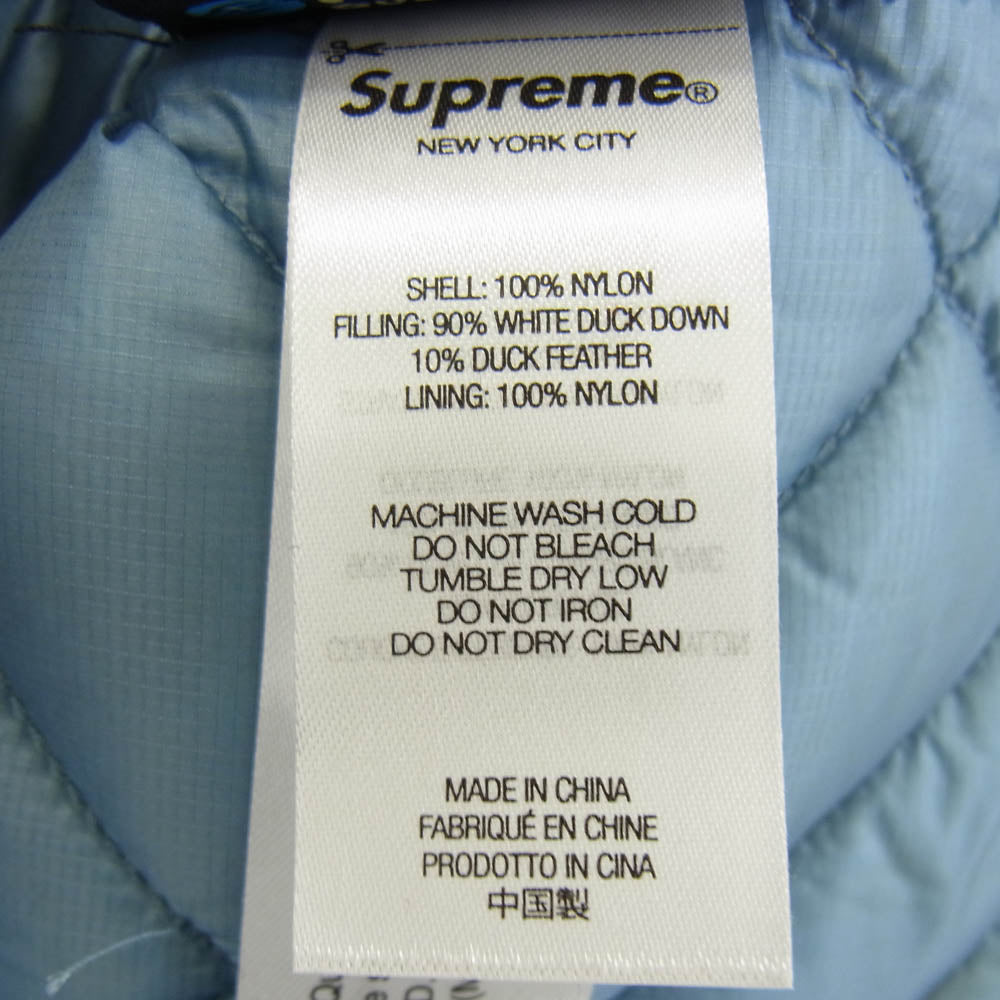 Supreme®
NEW YORK CITY
SHELL: 100% NYLON
FILLING: 90% WHITE DUCK DOWN
10% DUCK FEATHER
LINING: 100% NYLON
MACHINE WASH COLD
DO NOT BLEACH
TUMBLE DRY LOW
DO NOT IRON
DO NOT DRY CLEAN
MADE IN CHINA
FABRIQUÉ EN CHINE
PRODOTTO IN CINA
中国製